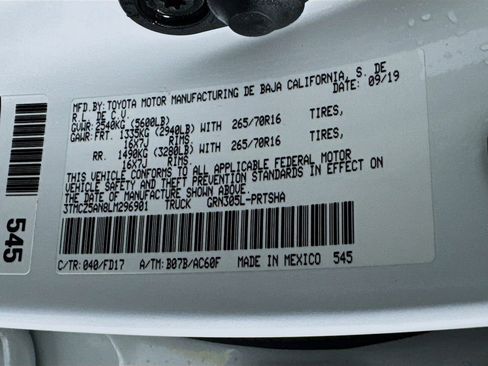 MFD.BY: TOYOTA MOTOR MANUFACTURING DE BAJA CALIFORNIA, S. DE
R.L. DE C.V. DATE: 09/19
GVWR: 2540KG (5600LB)
GAWR: FRT. 1335KG (2940LB) WITH 265/70R16 TIRES,
16X7J RIMS
RR. 1490KG (3280LB) WITH 265/70R16 TIRES,
16X7J RIMS
THIS VEHICLE CONFORMS TO ALL APPLICABLE FEDERAL MOTOR
VEHICLE SAFETY AND THEFT PREVENTION STANDARDS IN EFFECT ON
THE DATE OF MANUFACTURE SHOWN ABOVE.
3TMCZ5AN8LM296901 TRUCK GRN305L-PRTSHA
C/TR: 040/FD17 A/TM: B07B/AC60F MADE IN MEXICO 545
545